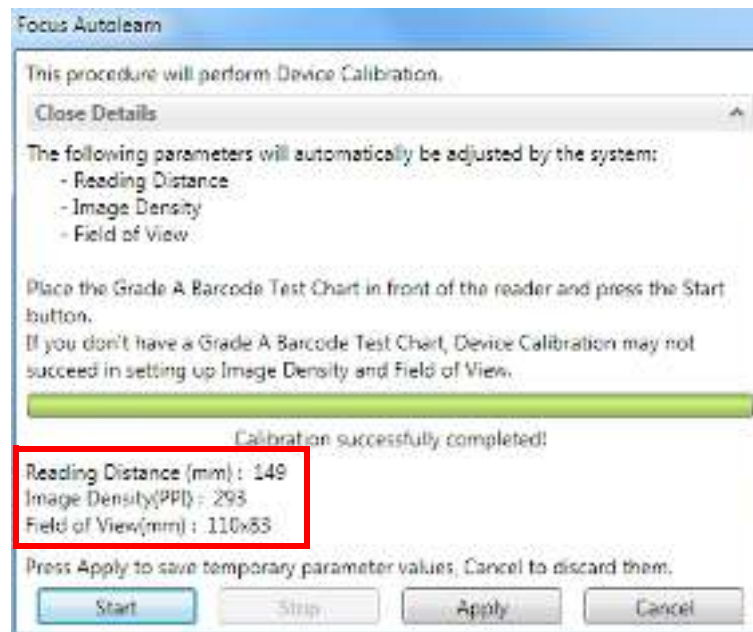 Focus Autolearn
This procedure will perform Device Calibration.
Close Details
The following parameters will automatically be adjusted by the system:
- Reading Distance
- Image Density
- Field of View
Place the Grade A Barcode Test Chart in front of the reader and press the Start
button.
If you don't have a Grade A Barcode Test Chart, Device Calibration may not
succeed in setting up Image Density and Field of View.
Calibration successfully completed!
Reading Distance (mm) : 149
Image Density(PPI) : 293
Field of View(mm) : 110x83
Press Apply to save temporary parameter values, Cancel to discard them.
Start Stop Apply Cancel